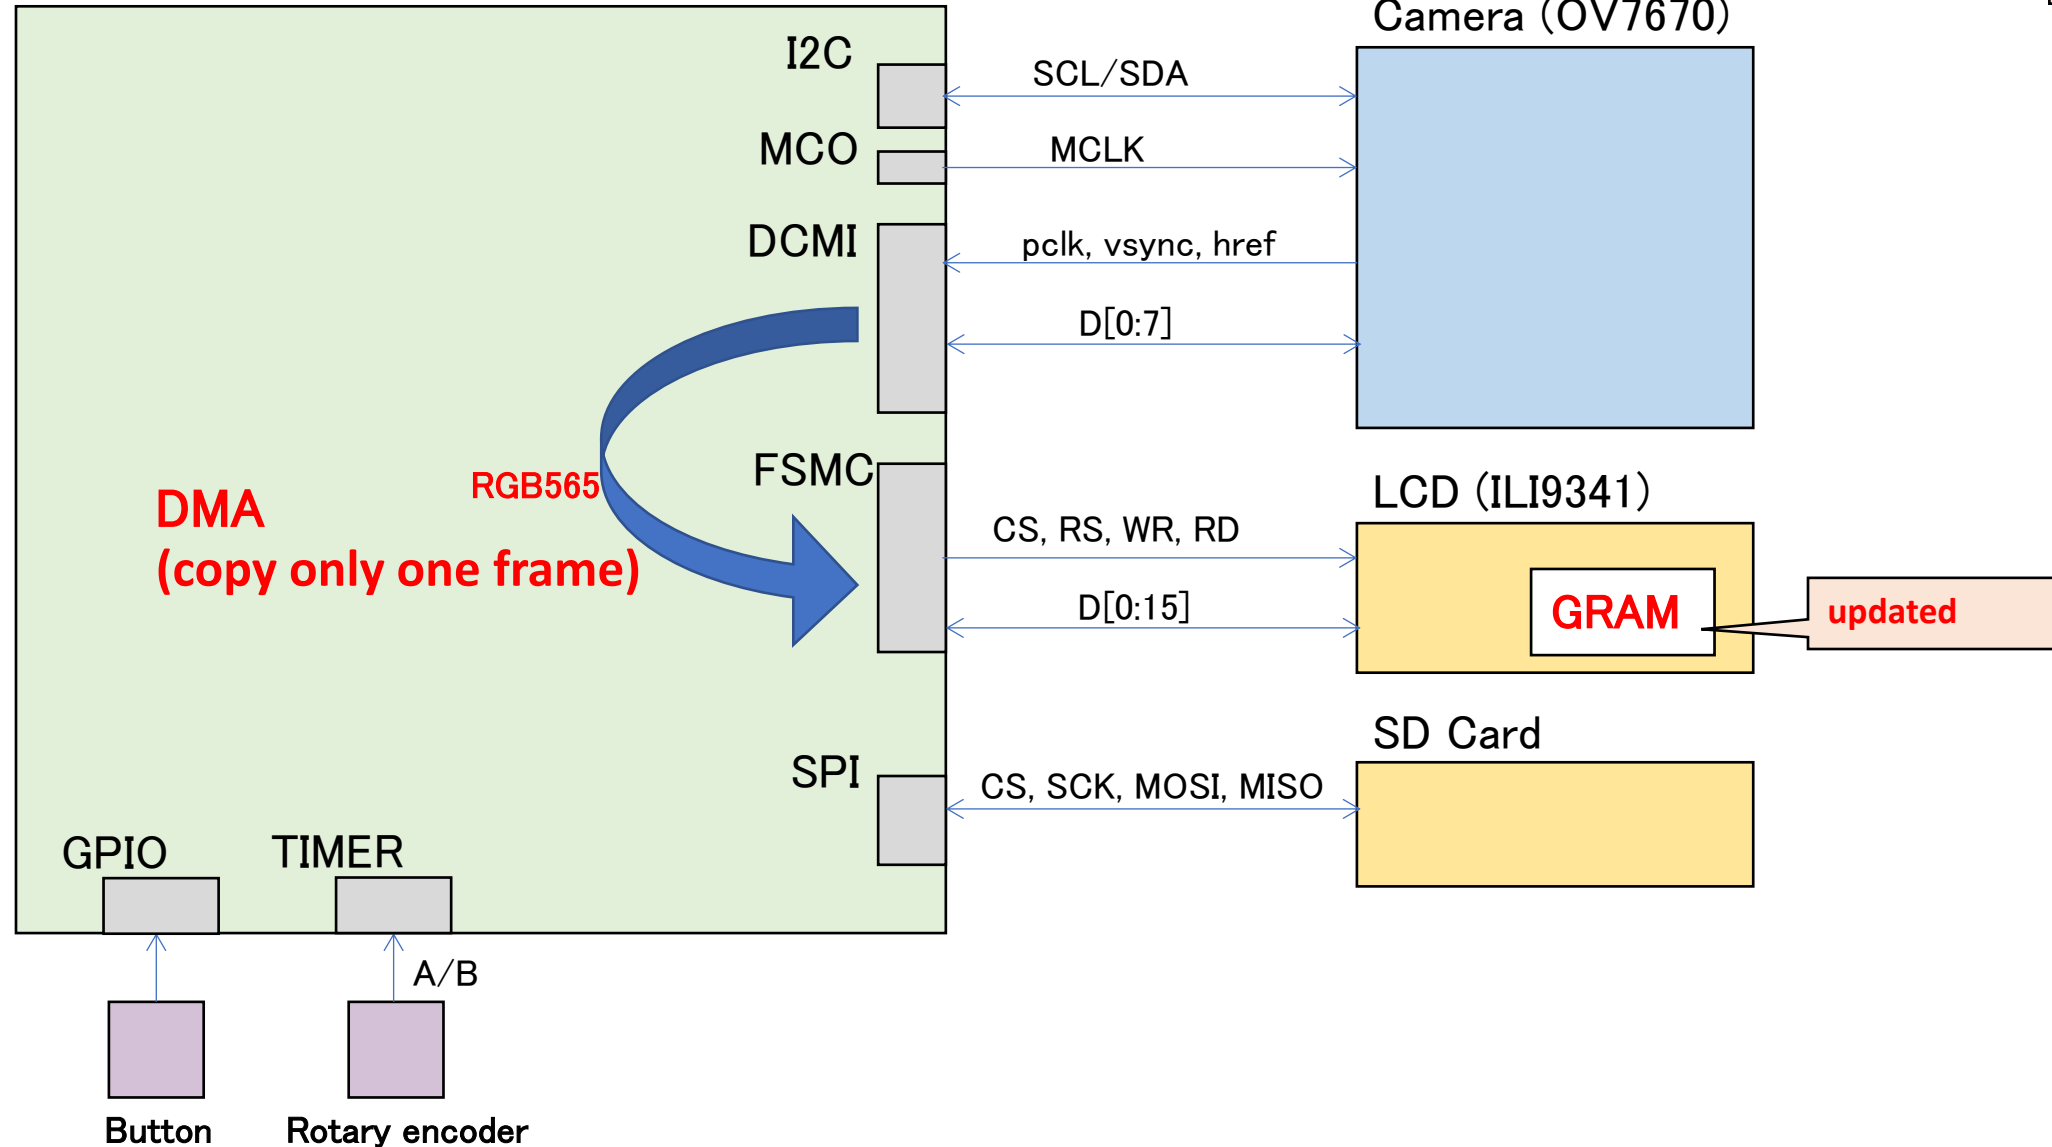 Camera (OV7670)
I2C
SCL/SDA
MCO
MCLK
DCMI
pclk, vsync, href
D[0:7]
FSMC
RGB565
DMA
(copy only one frame)
LCD (ILI9341)
CS, RS, WR, RD
D[0:15]
GRAM
updated
SD Card
SPI
CS, SCK, MOSI, MISO
GPIO
TIMER
A/B
Button
Rotary encoder